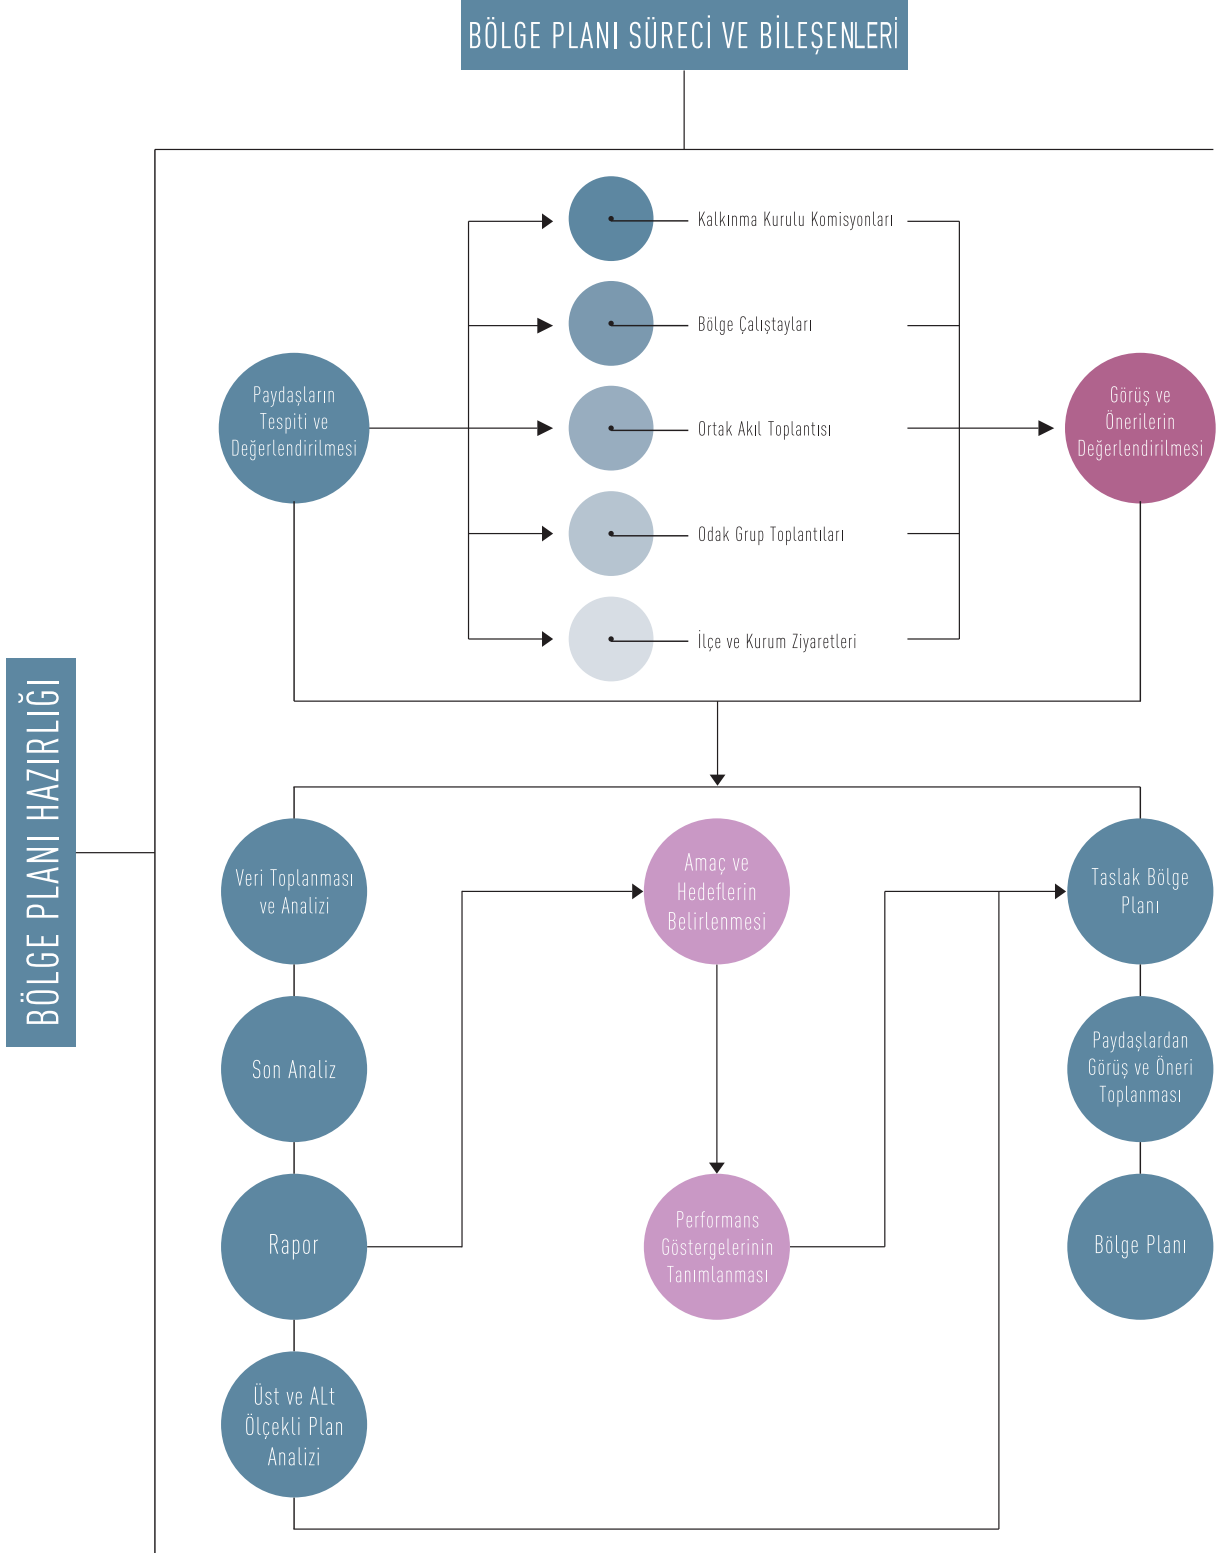 BÖLGE PLANI SÜRECİ VE BİLEŞENLERİ
Kalkınma Kurulu Komisyonları
Bölge Çalıştayları
Paydaşların
Tespiti ve
Değerlendirilmesi
Ortak Akıl Toplantısı
Görüş ve
Önerilerin
Değerlendirilmesi
Odak Grup Toplantıları
İlçe ve Kurum Ziyaretleri
BÖLGE PLANI HAZIRLIĞI
Veri Toplanması
ve Analizi
Amaç ve
Hedeflerin
Belirlenmesi
Taslak Bölge
Planı
Son Analiz
Paydaşlardan
Görüş ve Öneri
Toplanması
Rapor
Performans
Göstergelerinin
Tanımlanması
Bölge Planı
Üst ve ALt
Ölçekli Plan
Analizi